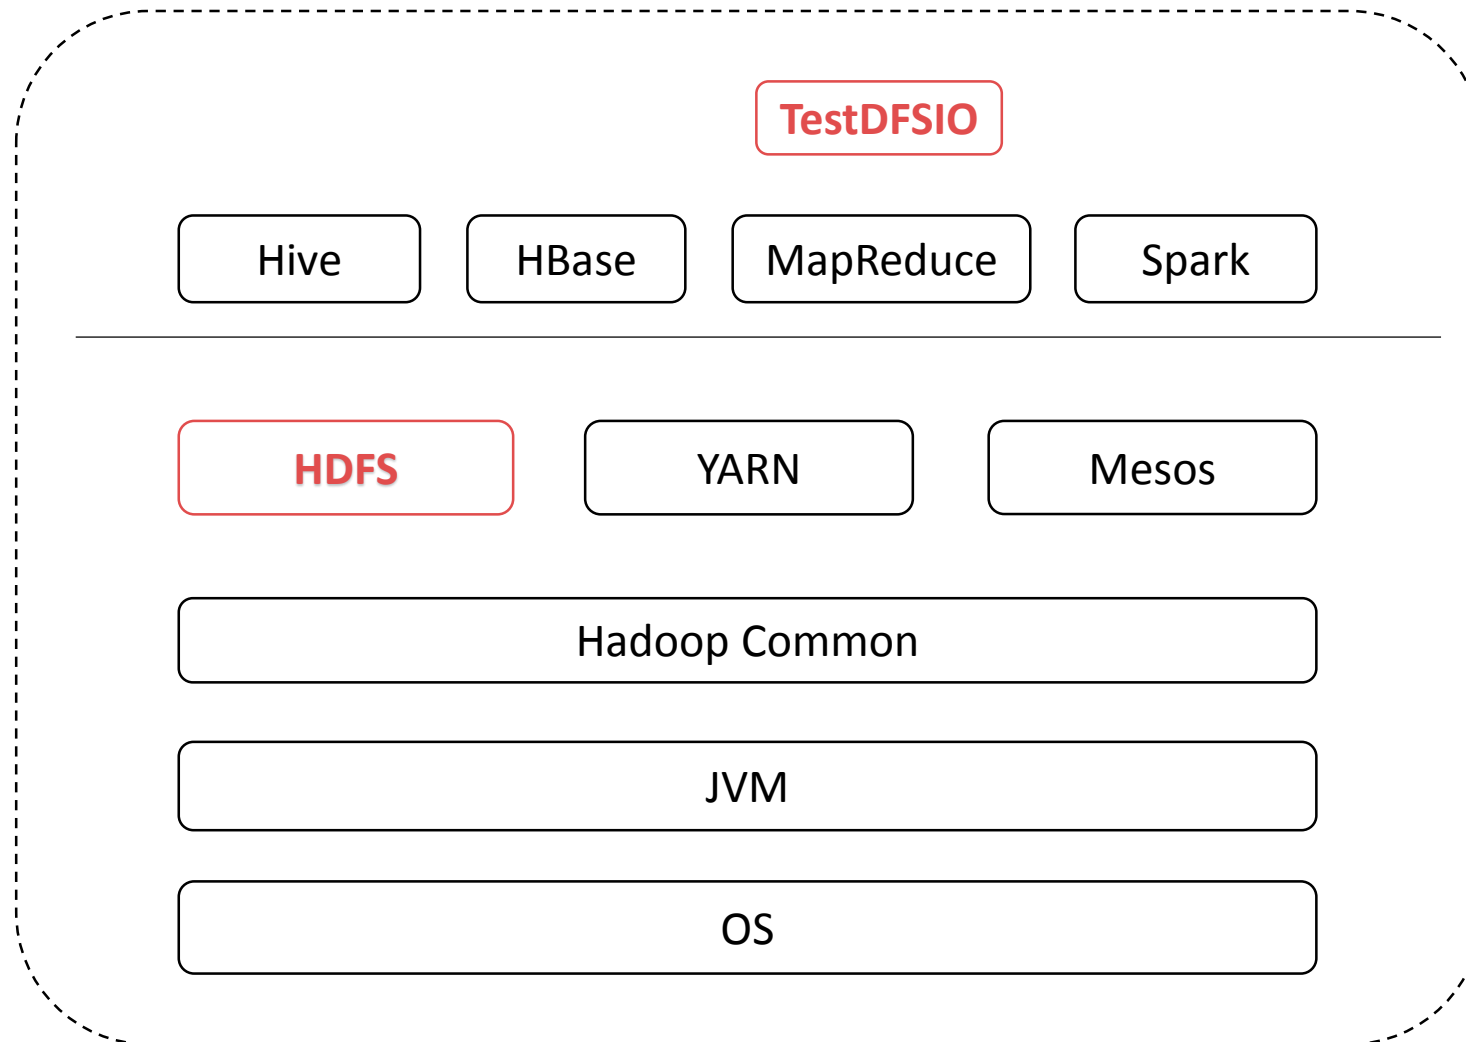 TestDFSIO
Hive
HBase
MapReduce
Spark
HDFS
YARN
Mesos
Hadoop Common
JVM
OS